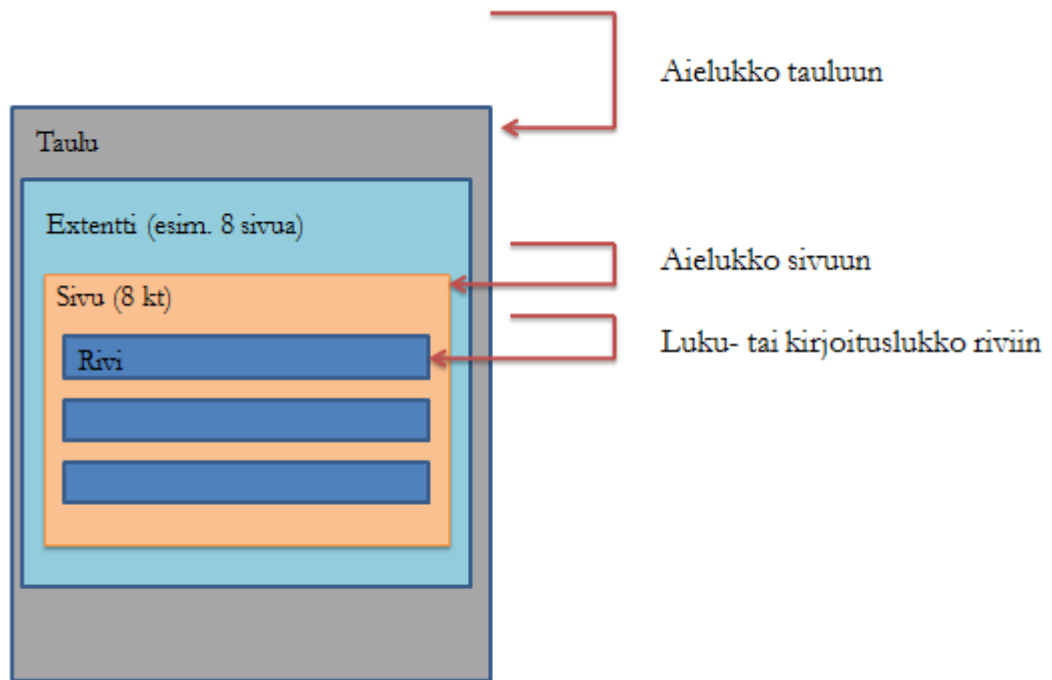 Aielukko tauluun
Taulu
Extentti (esim. 8 sivua)
Aielukko sivuun
Sivu (8 kt)
Luku- tai kirjoituslukko riviin
Rivi